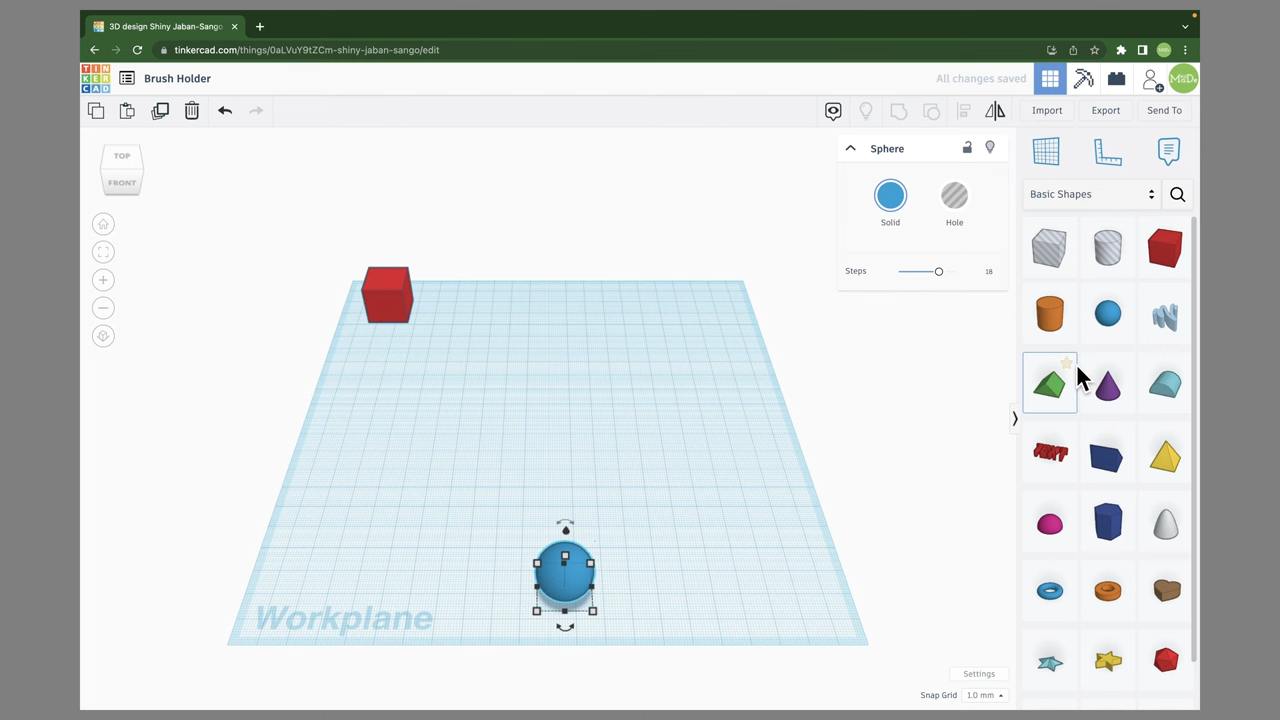 3D design Shiny Jaban-Sango
tinkercad.com/things/0aLVuY9tZCm-shiny-jaban-sango/edit
TIN
KER
CAD
Brush Holder
All changes saved
MaDe
Import
Export
Send To
TOP
FRONT
Sphere
Solid
Hole
Steps
18
Basic Shapes
TEXT
Workplane
Settings
Snap Grid
1.0 mm